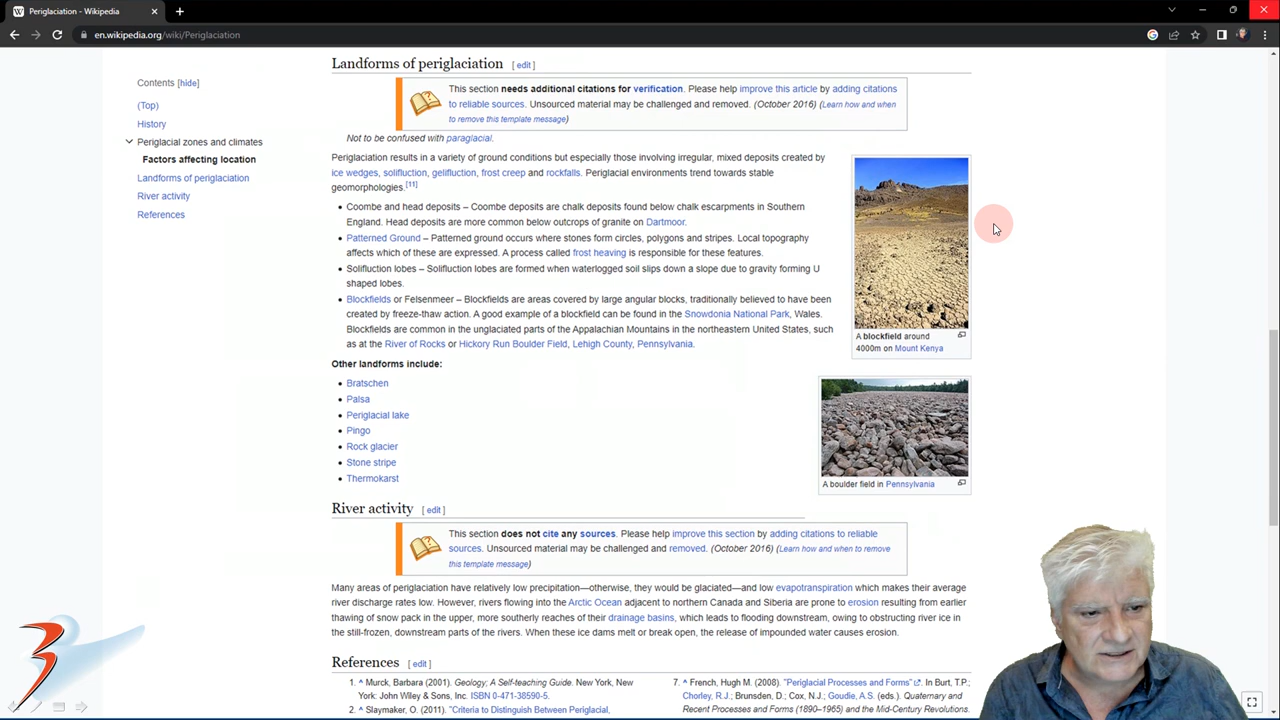 Periglaciation - Wikipedia
en.wikipedia.org/wiki/Periglaciation
Contents [hide]
(Top)
History
Periglacial zones and climates
Factors affecting location
Landforms of periglaciation
River activity
References
Landforms of periglaciation [ edit ]
This section needs additional citations for verification. Please help improve this article by adding citations
to reliable sources. Unsourced material may be challenged and removed. (October 2016) (Learn how and when
to remove this template message)
Not to be confused with paraglacial.
Periglaciation results in a variety of ground conditions but especially those involving irregular, mixed deposits created by
ice wedges, solifluction, gelifluction, frost creep and rockfalls. Periglacial environments trend towards stable
geomorphologies.[11]
• Coombe and head deposits – Coombe deposits are chalk deposits found below chalk escarpments in Southern
England. Head deposits are more common below outcrops of granite on Dartmoor.
• Patterned Ground – Patterned ground occurs where stones form circles, polygons and stripes. Local topography
affects which of these are expressed. A process called frost heaving is responsible for these features.
• Solifluction lobes – Solifluction lobes are formed when waterlogged soil slips down a slope due to gravity forming U
shaped lobes.
• Blockfields or Felsenmeer – Blockfields are areas covered by large angular blocks, traditionally believed to have been
created by freeze-thaw action. A good example of a blockfield can be found in the Snowdonia National Park, Wales.
Blockfields are common in the unglaciated parts of the Appalachian Mountains in the northeastern United States, such
as at the River of Rocks or Hickory Run Boulder Field, Lehigh County, Pennsylvania.
A blockfield around
4000m on Mount Kenya
Other landforms include:
• Bratschen
• Palsa
• Periglacial lake
• Pingo
• Rock glacier
• Stone stripe
• Thermokarst
A boulder field in Pennsylvania
River activity [ edit ]
This section does not cite any sources. Please help improve this section by adding citations to reliable
sources. Unsourced material may be challenged and removed. (October 2016) (Learn how and when to remove
this template message)
Many areas of periglaciation have relatively low precipitation—otherwise, they would be glaciated—and low evapotranspiration which makes their average
river discharge rates low. However, rivers flowing into the Arctic Ocean adjacent to northern Canada and Siberia are prone to erosion resulting from earlier
thawing of snow pack in the upper, more southerly reaches of their drainage basins, which leads to flooding downstream, owing to obstructing river ice in
the still-frozen, downstream parts of the rivers. When these ice dams melt or break open, the release of impounded water causes erosion.
References [ edit ]
1. ^ Murck, Barbara (2001). Geology; A Self-teaching Guide. New York, New
York: John Wiley & Sons, Inc. ISBN 0-471-38590-5.
2. ^ Slaymaker, O. (2011). "Criteria to Distinguish Between Periglacial,
7. ^ French, Hugh M. (2008). "Periglacial Processes and Forms". In Burt, T.P.;
Chorley, R.J.; Brunsden, D.; Cox, N.J.; Goudie, A.S. (eds.). Quaternary and
Recent Processes and Forms (1890–1965) and the Mid-Century Revolutions.
3